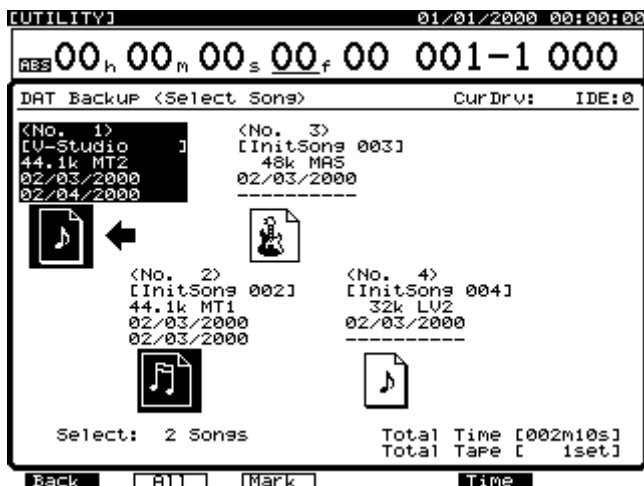 [UTILITY] 01/01/2000 00:00:00
ABS 00h 00m 00s 00f 00 001-1 000
DAT Backup <Select Song> CurDrv: IDE:0
<No. 1>
[V-Studio ]
44.1k MT2
02/03/2000
02/04/2000
<No. 3>
[InitSong 003]
48k MAS
02/03/2000
----------
<No. 2>
[InitSong 002]
44.1k MT1
02/03/2000
02/03/2000
<No. 4>
[InitSong 004]
32k LV2
02/03/2000
----------
Select: 2 Songs
Total Time [002m10s]
Total Tape [ 1set]
Back All Mark Time